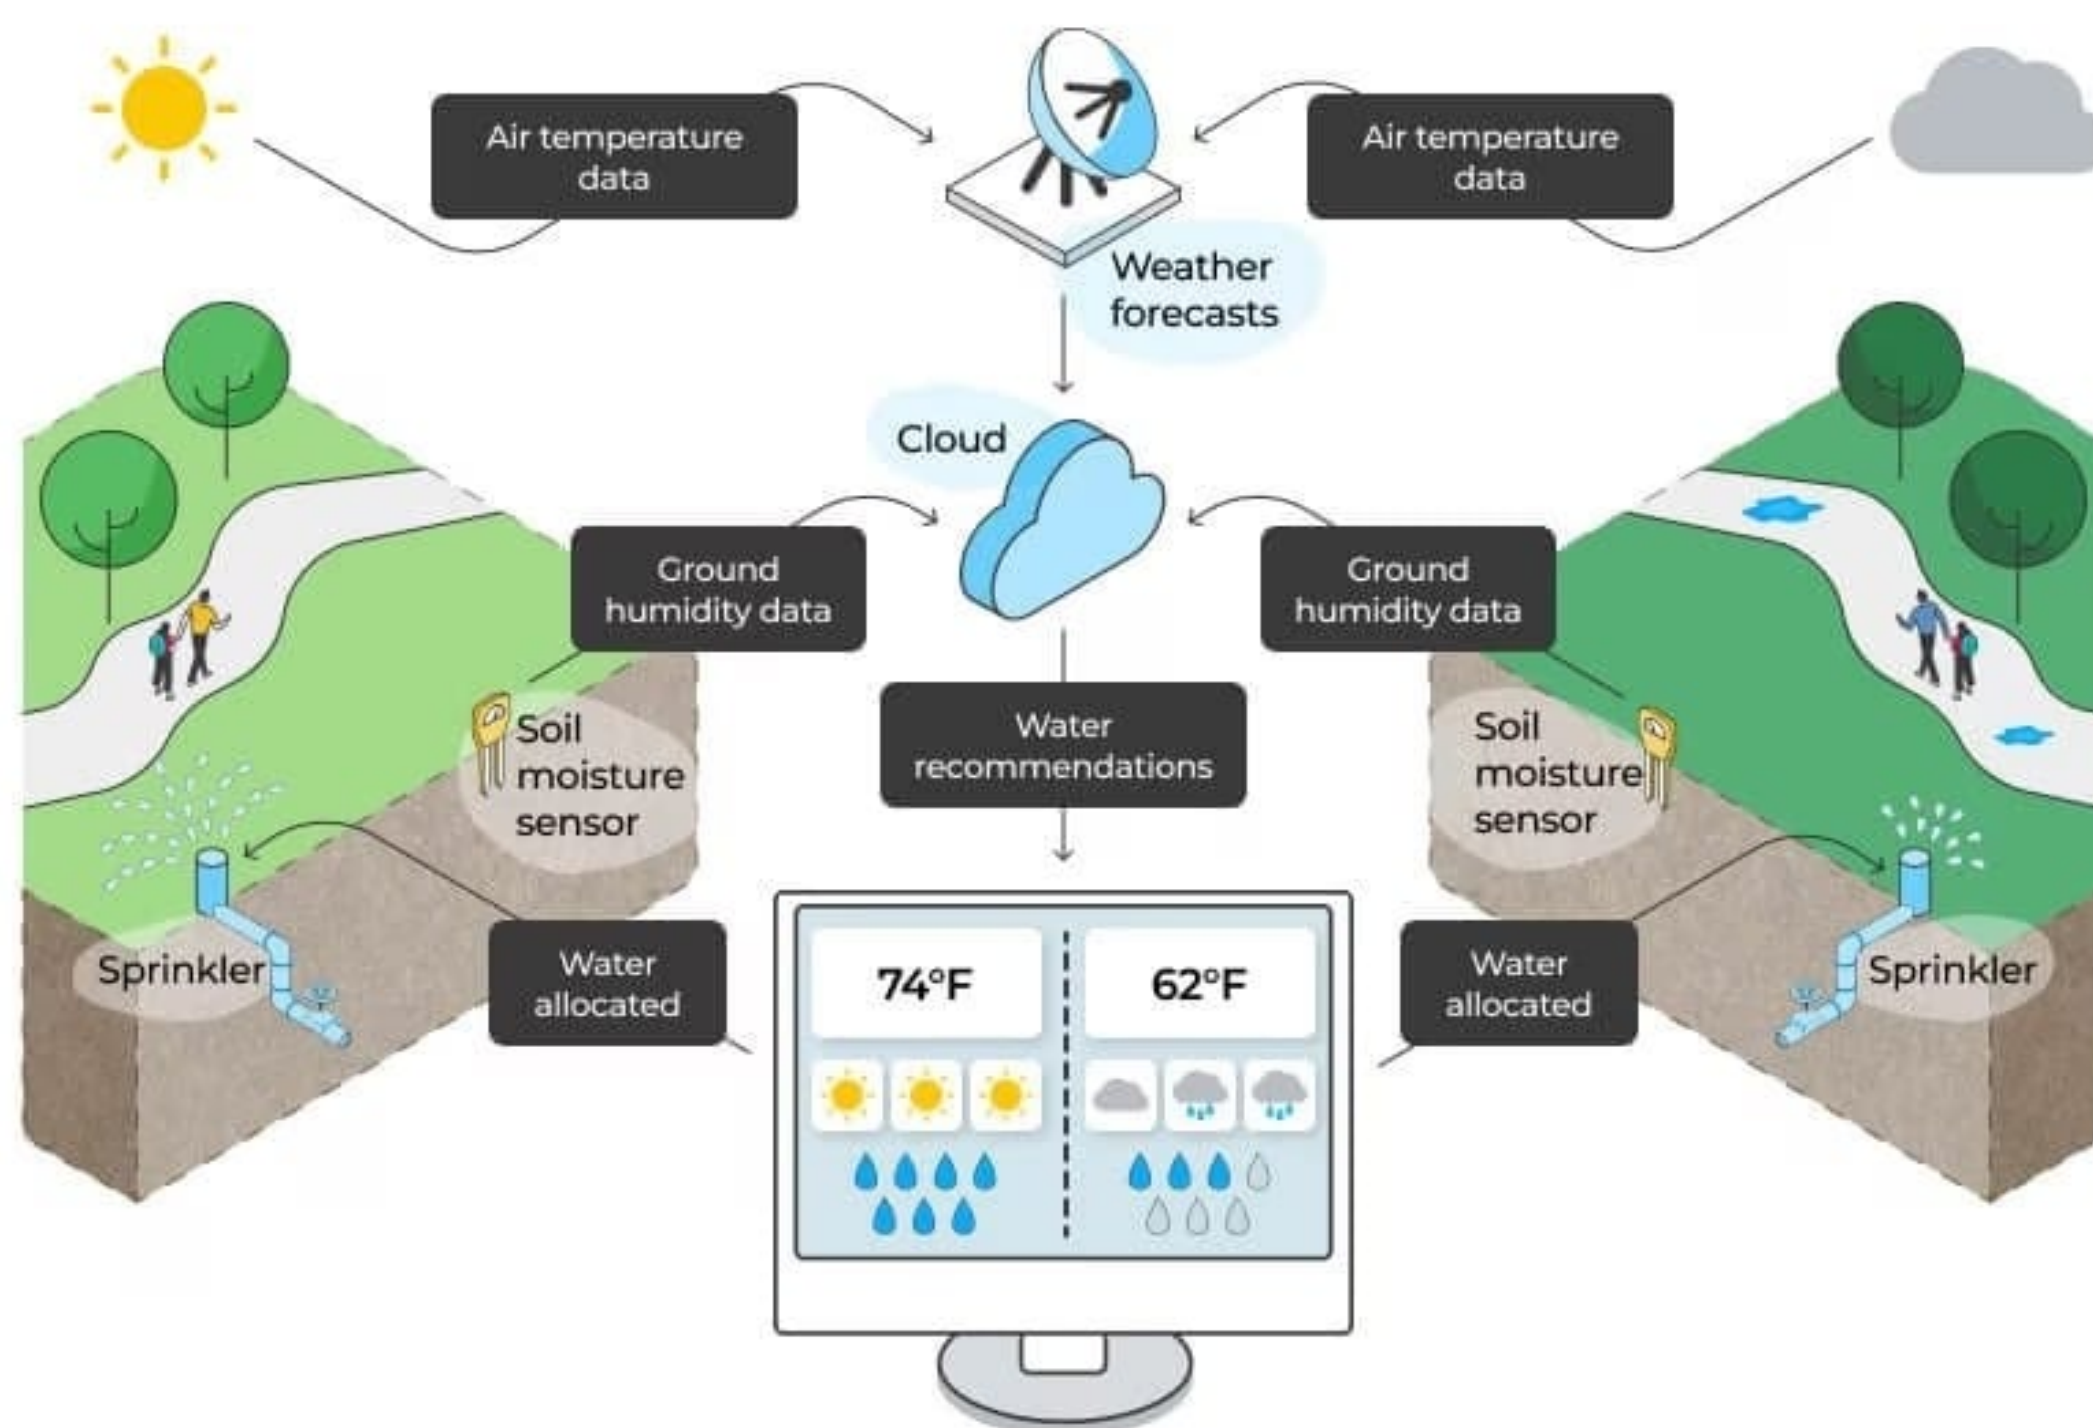 Air temperature
data
Air temperature
data
Weather
forecasts
Cloud
Ground
humidity data
Ground
humidity data
Soil
moisture
sensor
Water
recommendations
Soil
moisture
sensor
Sprinkler
Water
allocated
74°F
62°F
Water
allocated
Sprinkler